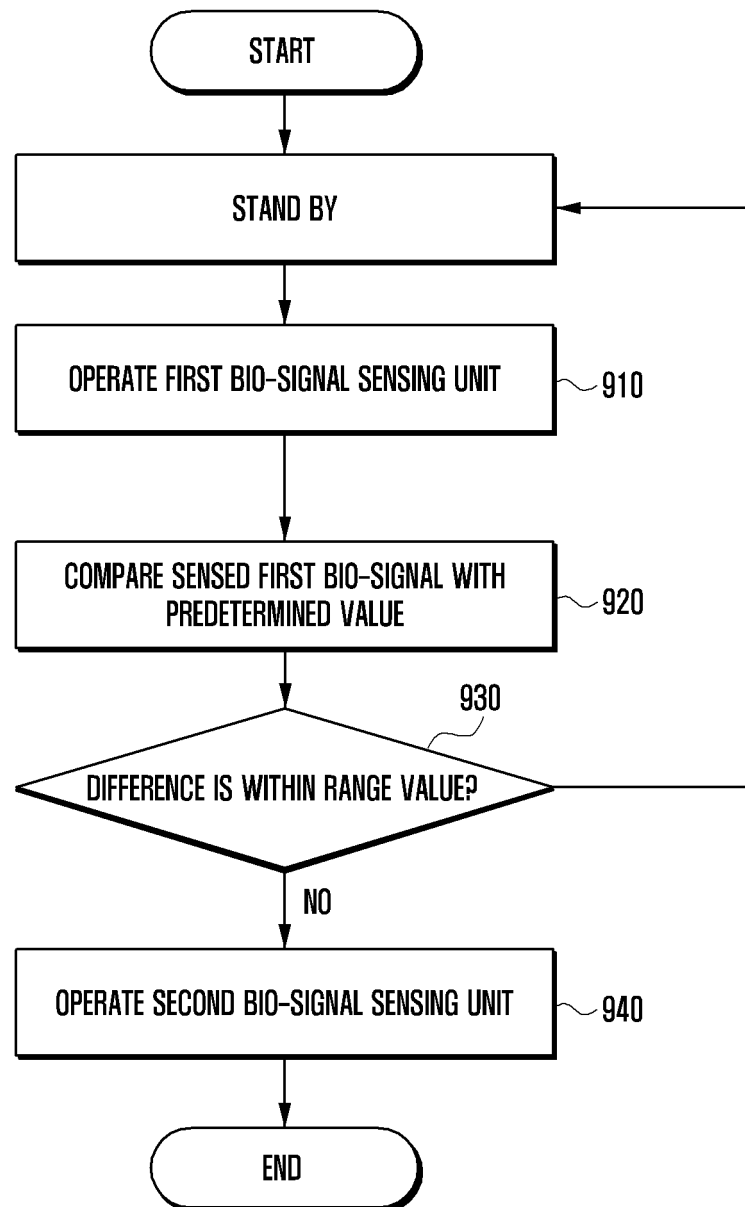 START
STAND BY
OPERATE FIRST BIO-SIGNAL SENSING UNIT
910
COMPARE SENSED FIRST BIO-SIGNAL WITH
PREDETERMINED VALUE
920
930
DIFFERENCE IS WITHIN RANGE VALUE?
NO
OPERATE SECOND BIO-SIGNAL SENSING UNIT
940
END